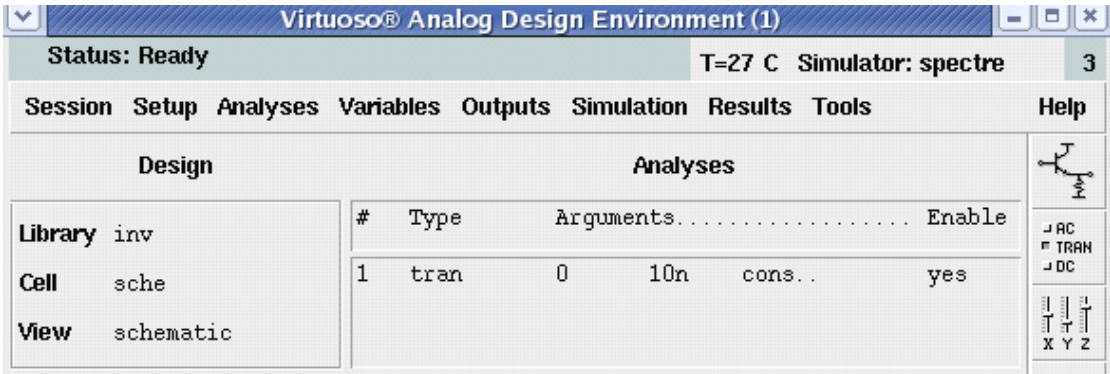 Virtuoso® Analog Design Environment (1)
Status: Ready
T=27 C Simulator: spectre 3
Session Setup Analyses Variables Outputs Simulation Results Tools Help
Design
Analyses
Library inv
Cell sche
View schematic
# Type Arguments................... Enable
1 tran 0 10n cons.. yes
AC
TRAN
DC
X Y Z